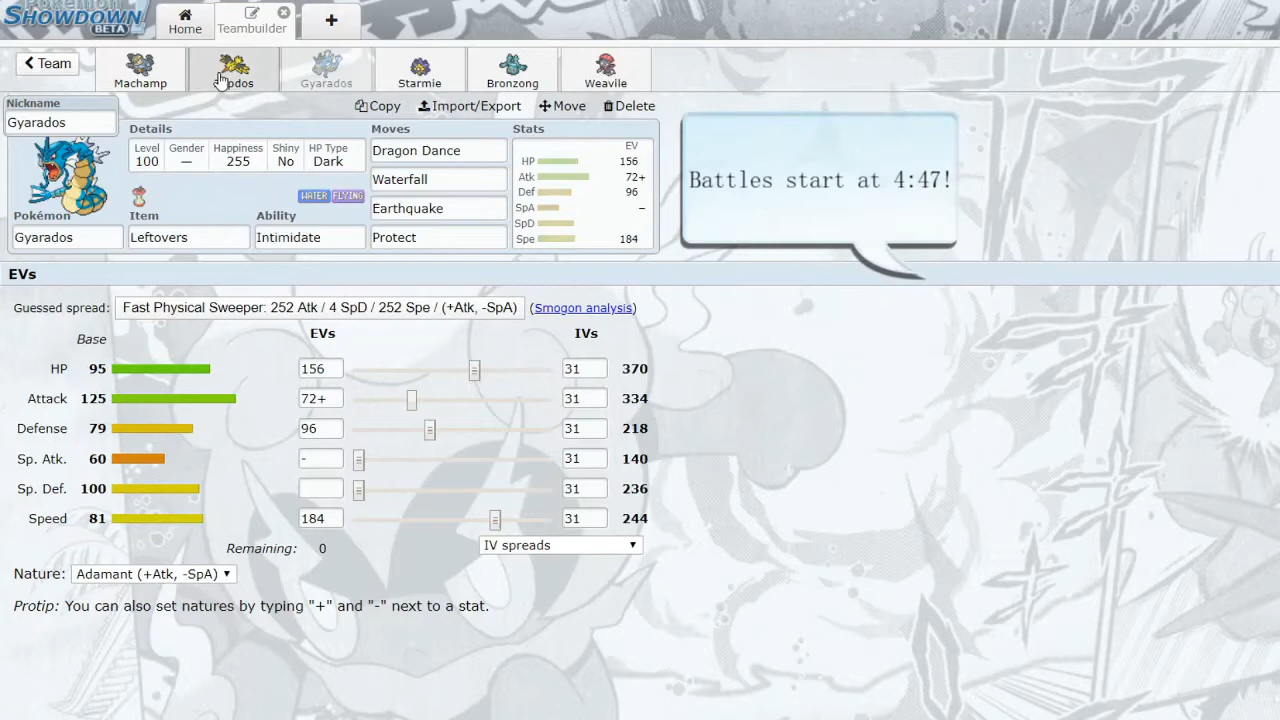 Pokémon
SHOWDOWN
BETA
Home
Teambuilder
+
Team
Machamp
Gyarados
Starmie
Bronzong
Weavile
Nickname
Gyarados
Copy
Import/Export
Move
Delete
Details
Level
Gender
Happiness
Shiny
HP Type
100
—
255
No
Dark
WATER FLYING
Pokémon
Item
Ability
Gyarados
Leftovers
Intimidate
Moves
Dragon Dance
Waterfall
Earthquake
Protect
Stats
EV
HP 156
Atk 72+
Def 96
SpA –
SpD
Spe 184
Battles start at 4:47!
EVs
Guessed spread: Fast Physical Sweeper: 252 Atk / 4 SpD / 252 Spe / (+Atk, -SpA) (Smogon analysis)
Base EVs IVs
HP 95 156 31 370
Attack 125 72+ 31 334
Defense 79 96 31 218
Sp. Atk. 60 - 31 140
Sp. Def. 100 31 236
Speed 81 184 31 244
Remaining: 0
IV spreads
Nature: Adamant (+Atk, -SpA)
Protip: You can also set natures by typing "+" and "-" next to a stat.